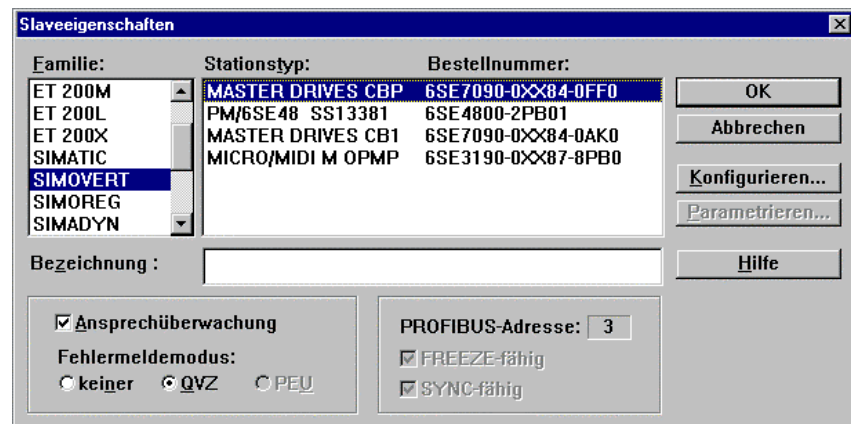 Slaveeigenschaften
Familie: Stationstyp: Bestellnummer:
ET 200M
ET 200L
ET 200X
SIMATIC
SIMOVERT
SIMOREG
SIMADYN
MASTER DRIVES CBP 6SE7090-0XX84-0FF0
PM/6SE48 SS13381 6SE4800-2PB01
MASTER DRIVES CB1 6SE7090-0XX84-0AK0
MICRO/MIDI M OPMP 6SE3190-0XX87-8PB0
OK
Abbrechen
Konfigurieren...
Parametrieren...
Bezeichnung :
Hilfe
Ansprechüberwachung
Fehlermeldemodus:
keiner QVZ PEU
PROFIBUS-Adresse: 3
FREEZE-fähig
SYNC-fähig